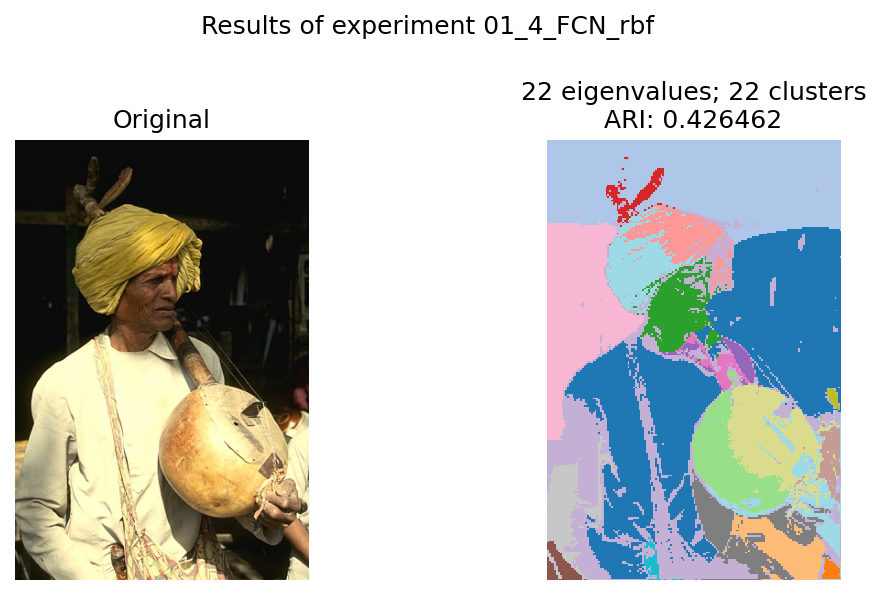 Results of experiment 01_4_FCN_rbf
Original
22 eigenvalues; 22 clusters
ARI: 0.426462